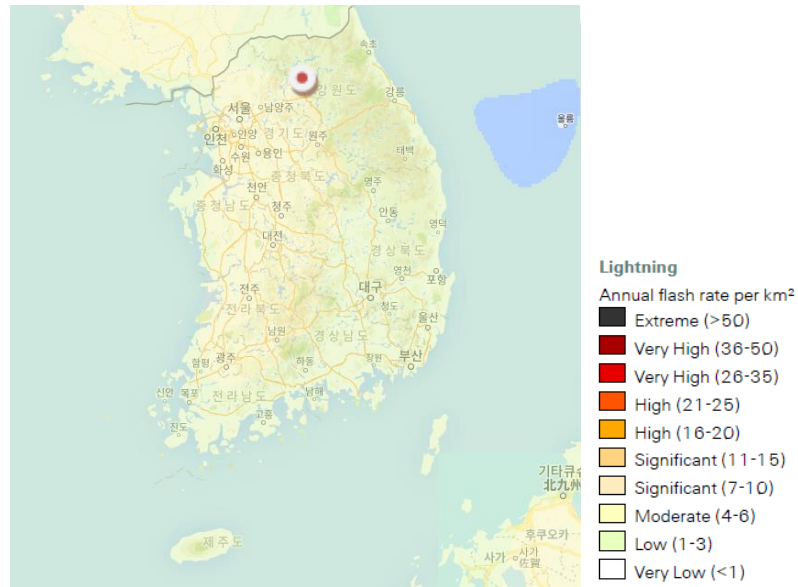 속초
강원도
강릉
서울
남양주
울릉
인천
안양
경기도
원주
수원
용인
태백
화성
충청북도
천안
영주
충청남도
청주
안동
영덕
대전
경상북도
영천
포항
전주
대구
청도
전라북도
울산
남원
경상남도
함평
광주
하동
창원
부산
신안
목포
전라남도
남해
진도
고흥
기타큐슈
北九州
후쿠오카
제주도
사가
사가
佐賀
Lightning
Annual flash rate per km²
Extreme (>50)
Very High (36-50)
Very High (26-35)
High (21-25)
High (16-20)
Significant (11-15)
Significant (7-10)
Moderate (4-6)
Low (1-3)
Very Low (<1)